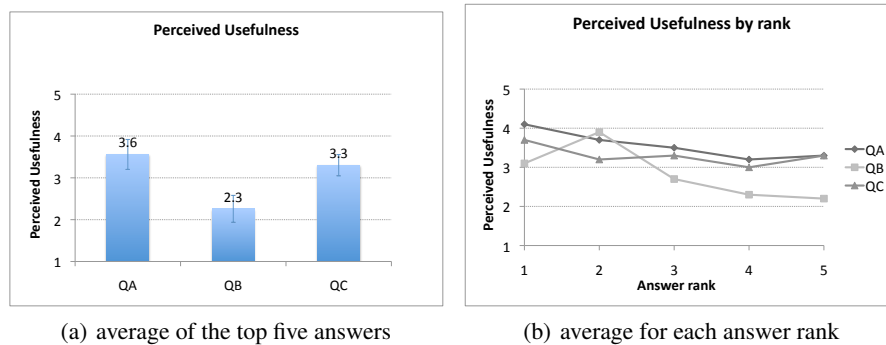 Perceived Usefulness
Perceived Usefulness
5
4
3
2
1
3.6
2.3
3.3
QA QB QC
(a) average of the top five answers
Perceived Usefulness by rank
Perceived Usefulness
5
4
3
2
1
1 2 3 4 5
Answer rank
QA
QB
QC
(b) average for each answer rank